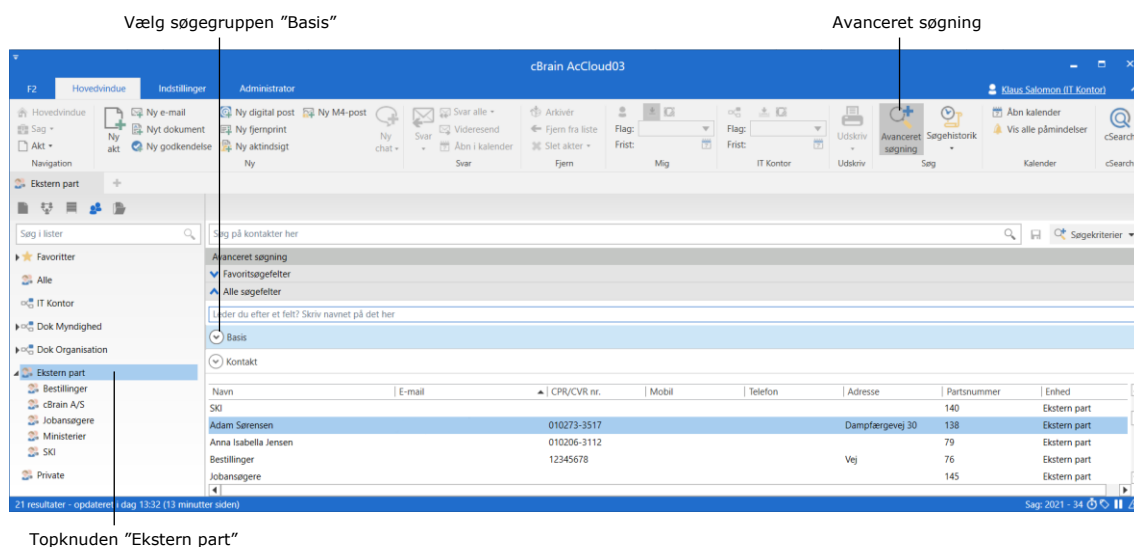 Vælg søgegruppen ”Basis”
Avanceret søgning
cBrain AcCloud03
F2 Hovedvindue Indstillinger Administrator Klaus Salomon (IT Kontor)
Hovedvindue Ny e-mail Ny digital post Ny M4-post Svar alle Arkivér Åbn kalender
Sag Nyt dokument Ny fjernprint Videresend Fjern fra liste Flag: Flag: Vis alle påmindelser
Akt Ny akt Ny godkendelse Ny aktindsigt Ny chat Svar Åbn i kalender Slet akter Frist: Frist: Udskriv Avanceret søgning Søgehistorik cSearch
Navigation Ny Svar Fjern Mig IT Kontor Udskriv Søg Kalender cSearch
Ekstern part +
Søg i lister Søg på kontakter her Søgekriterier
Favoritter Avanceret søgning
Favoritsøgefelter
Alle Alle søgefelter
IT Kontor
Leder du efter et felt? Skriv navnet på det her
Dok Myndighed Basis
Dok Organisation Kontakt
Ekstern part
Bestillinger Navn E-mail CPR/CVR nr. Mobil Telefon Adresse Partsnummer Enhed
cBrain A/S SKI 140 Ekstern part
Jobansøgere Adam Sørensen 010273-3517 Dampfærgevej 30 138 Ekstern part
Ministerier Anna Isabella Jensen 010206-3112 79 Ekstern part
SKI Bestillinger 12345678 Vej 76 Ekstern part
Private Jobansøgere 145 Ekstern part
21 resultater - opdateret i dag 13:32 (13 minutter siden) Sag: 2021 - 34
Topknuden ”Ekstern part”